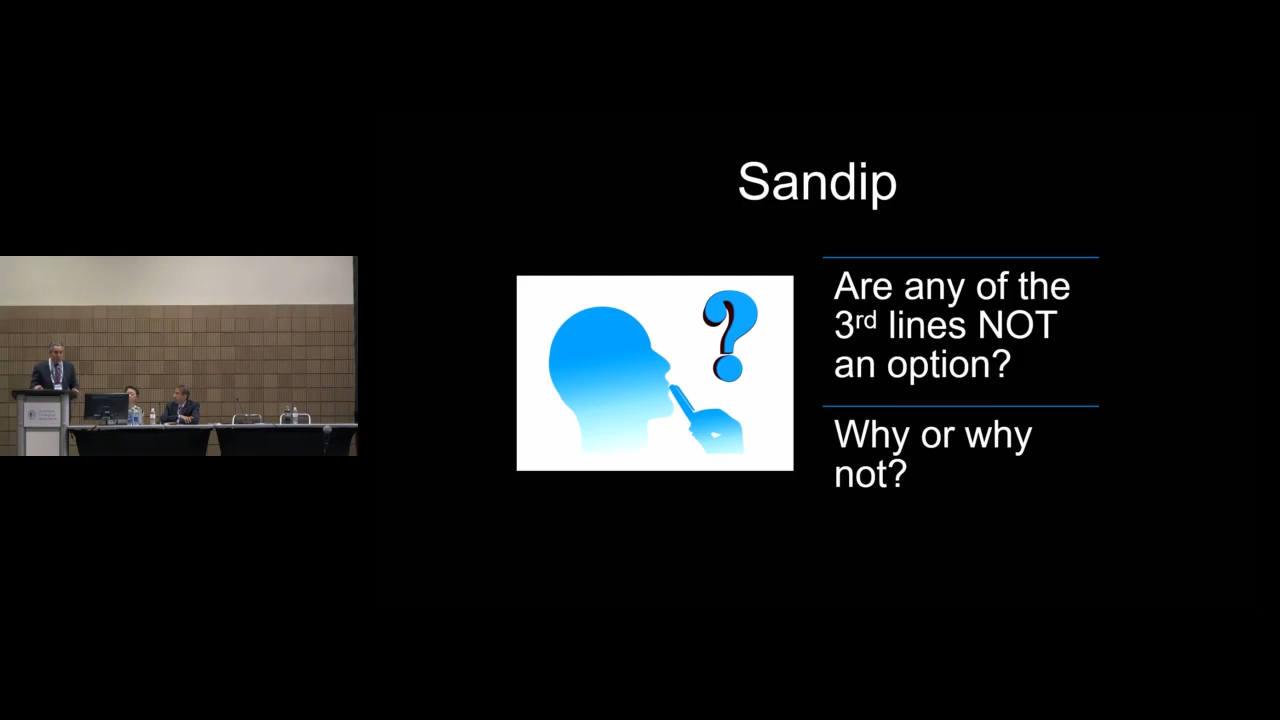 Sandip
Are any of the
3rd lines NOT
an option?
Why or why
not?